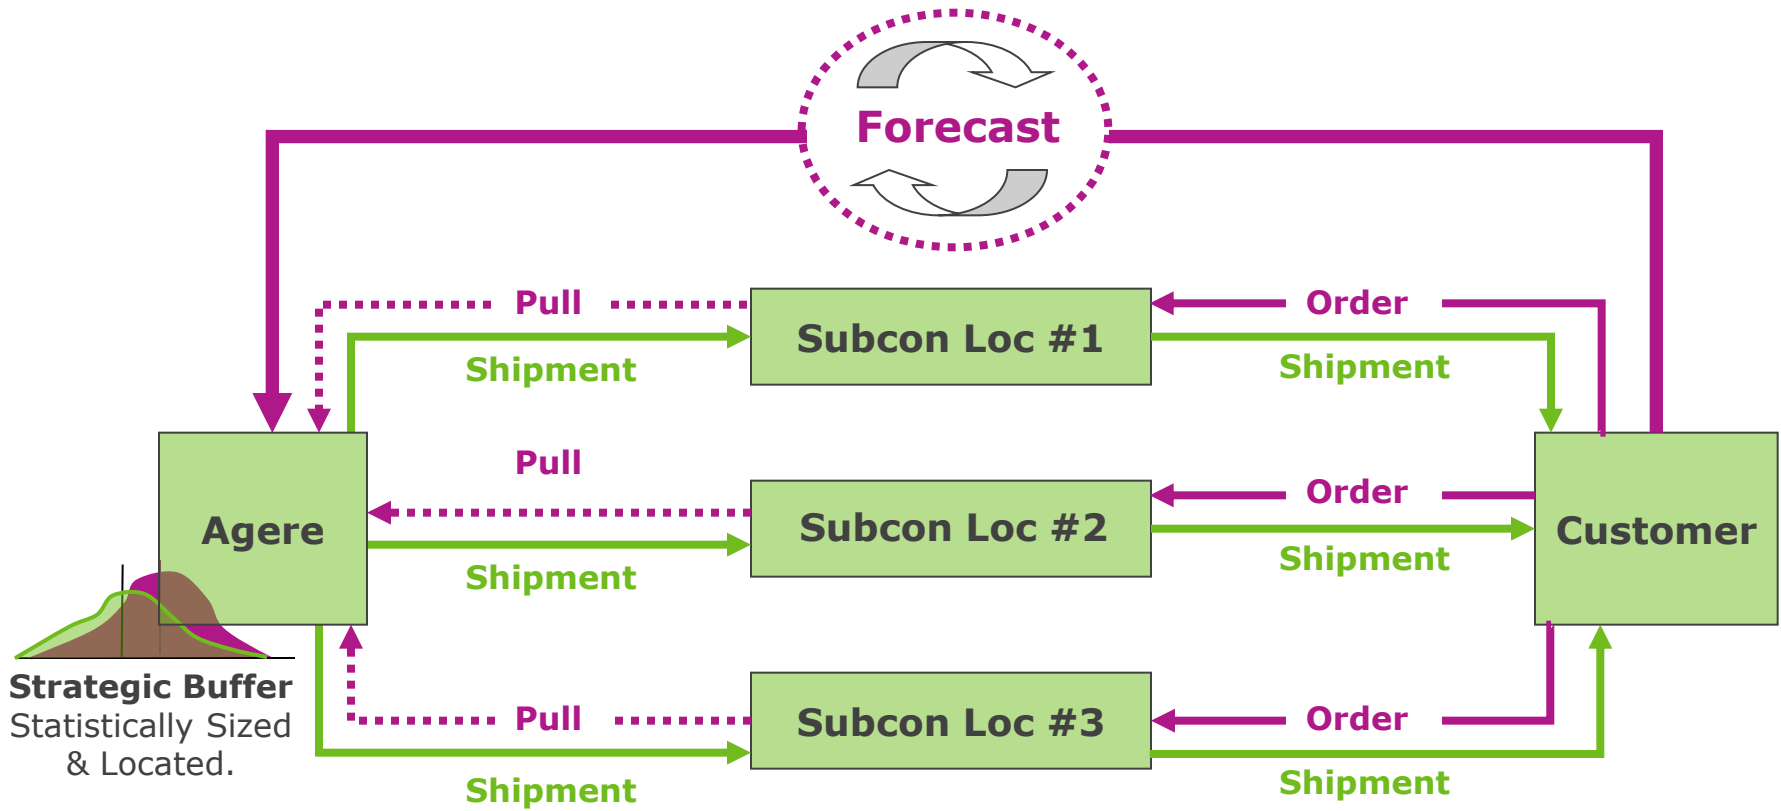 Forecast
Pull
Order
Subcon Loc #1
Shipment
Shipment
Pull
Order
Agere
Subcon Loc #2
Customer
Shipment
Shipment
Strategic Buffer
Statistically Sized
& Located.
Pull
Subcon Loc #3
Order
Shipment
Shipment